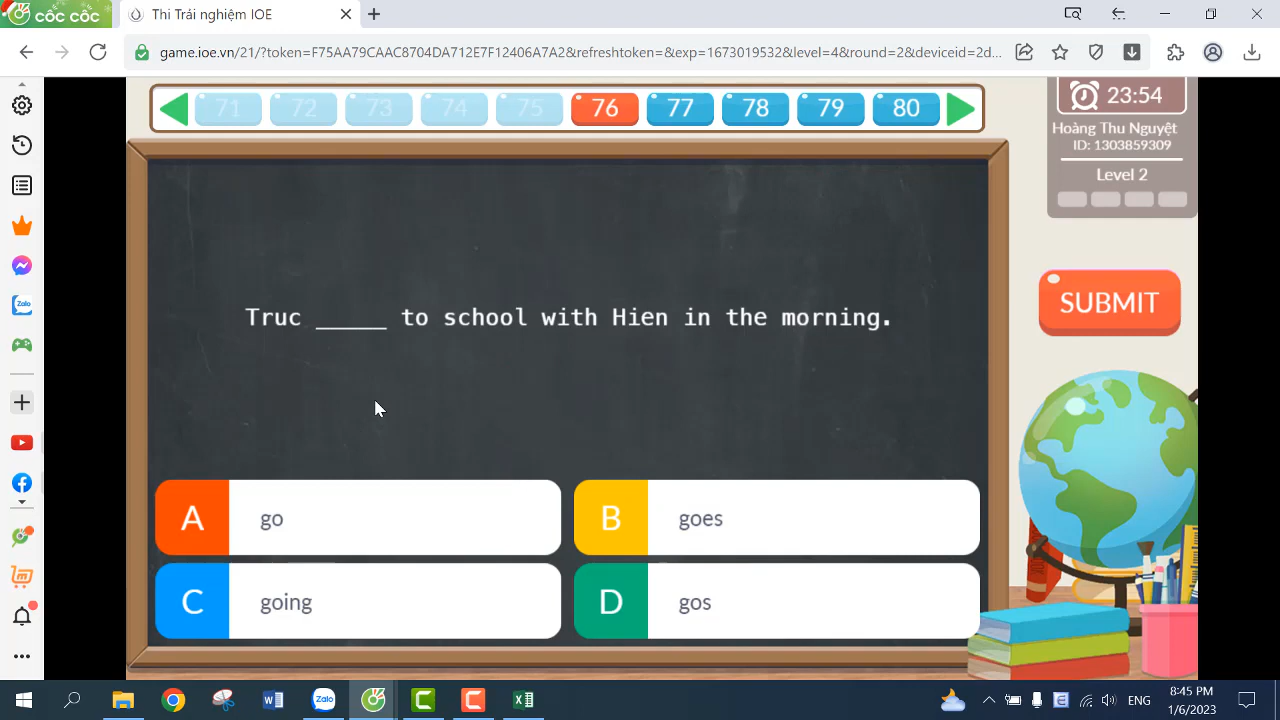 cốc cốc
Thi Trải nghiệm IOE
game.ioe.vn/21/?token=F75AA79CAAC8704DA712E7F12406A7A2&refreshtoken=&exp=1673019532&level=4&round=2&deviceid=2d...
71 72 73 74 75 76 77 78 79 80
23:54
Hoàng Thu Nguyệt
ID: 1303859309
Level 2
SUBMIT
Truc _____ to school with Hien in the morning.
A go
B goes
C going
D gos
Zalo
W
Zalo
C
C
X
ENG
8:45 PM
1/6/2023